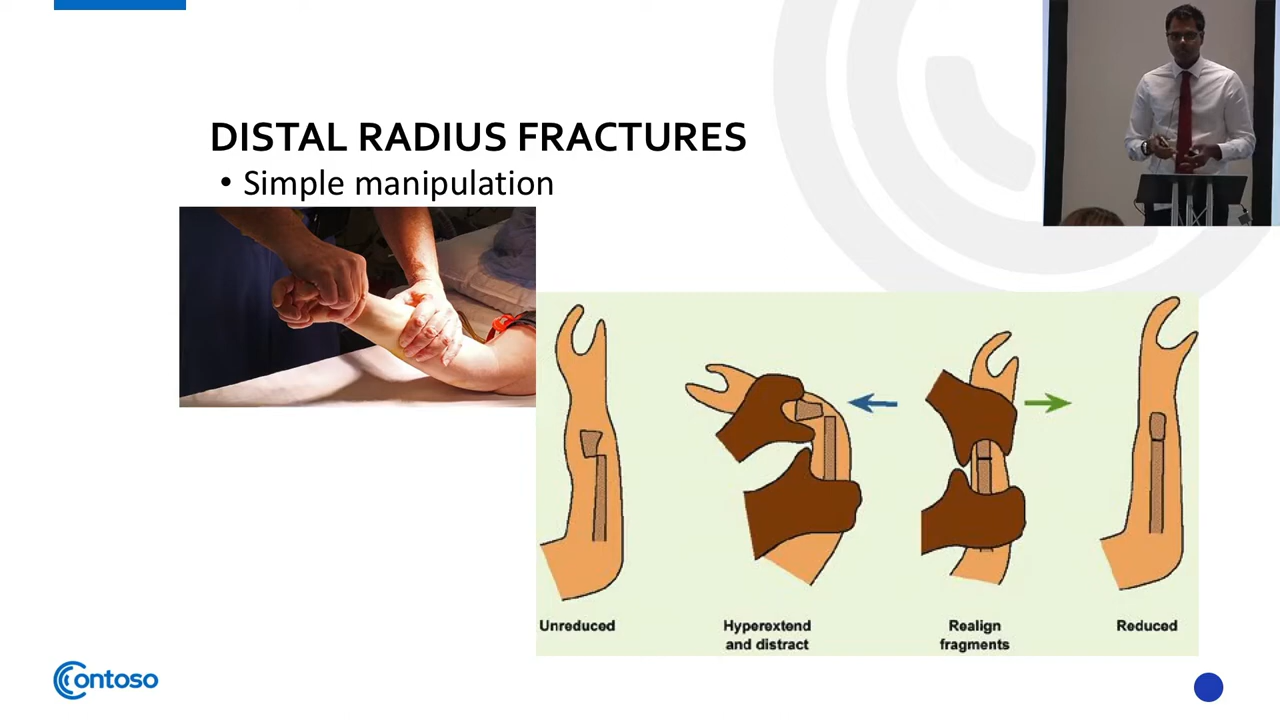 DISTAL RADIUS FRACTURES
• Simple manipulation
Unreduced
Hyperextend
and distract
Realign
fragments
Reduced
Contoso